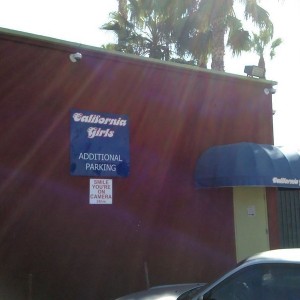 California
Girls
ADDITIONAL
PARKING
SMILE
YOU'RE
ON
CAMERA
California